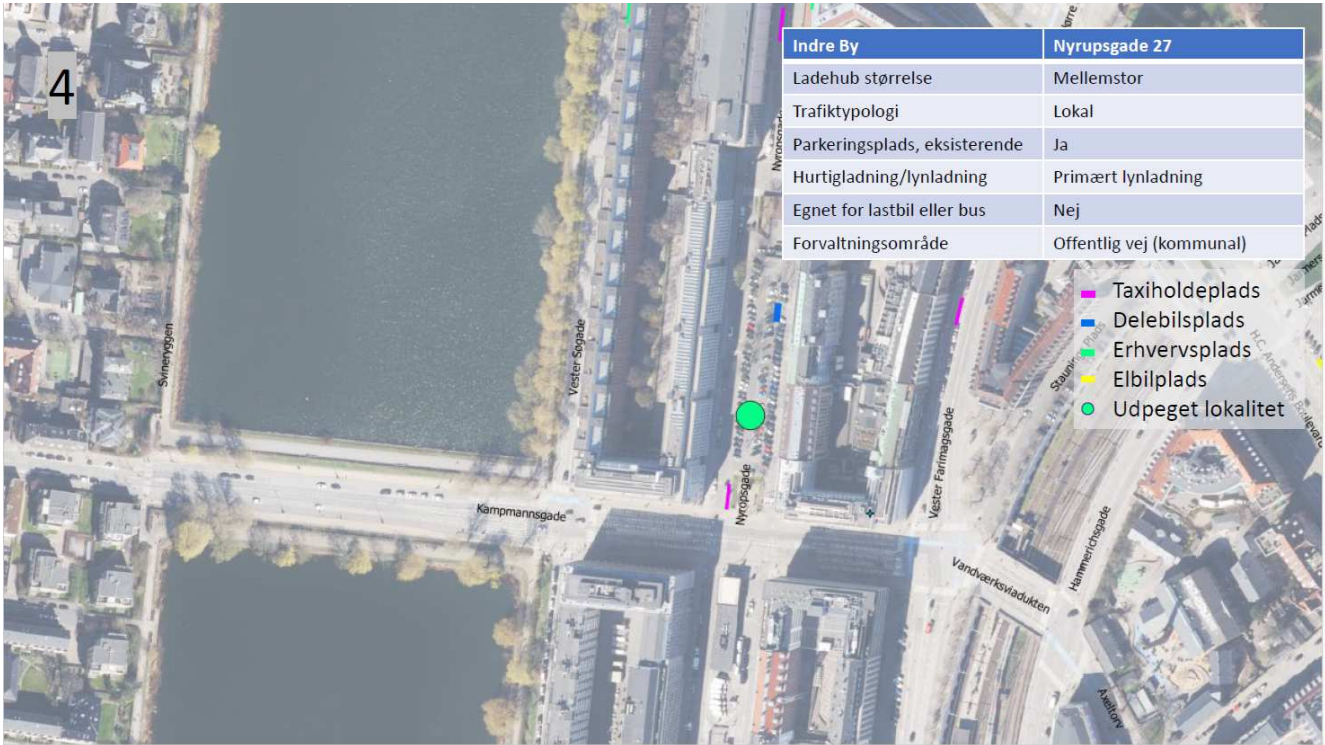 4
Indre By Nyrupsgade 27
Ladehub størrelse Mellemstor
Trafiktypologi Lokal
Parkeringsplads, eksisterende Ja
Hurtigladning/lynladning Primært lynladning
Egnet for lastbil eller bus Nej
Forvaltningsområde Offentlig vej (kommunal)
Taxiholdeplads
Delebilsplads
Erhvervsplads
Elbilplads
Udpeget lokalitet
Svineryggen
Vester Søgade
Kampmannsgade
Nyropsgade
Nyropsgade
Vester Farimagsgade
H.C. Andersens Boulevard
Vandværksviadukten
Hammerichsgade
Axeltorv